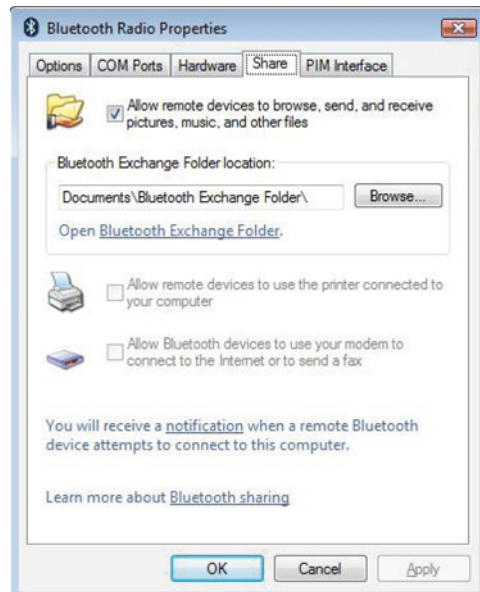 Bluetooth Radio Properties
Options COM Ports Hardware Share PIM Interface
Allow remote devices to browse, send, and receive
pictures, music, and other files
Bluetooth Exchange Folder location:
Documents\Bluetooth Exchange Folder\ Browse...
Open Bluetooth Exchange Folder.
Allow remote devices to use the printer connected to
your computer
Allow Bluetooth devices to use your modem to
connect to the Internet or to send a fax
You will receive a notification when a remote Bluetooth
device attempts to connect to this computer.
Learn more about Bluetooth sharing
OK Cancel Apply